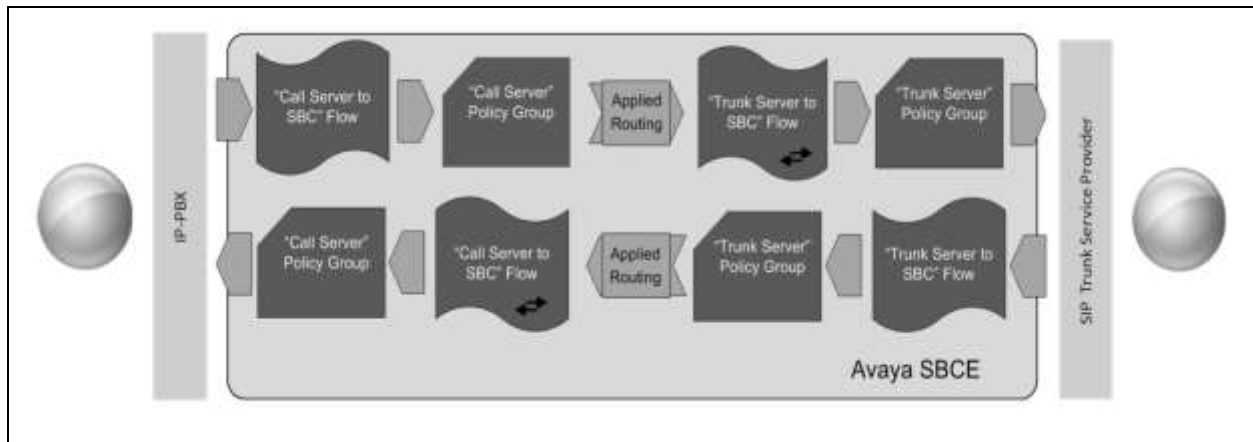 IP-PBX
"Call Server to
SBC" Flow
"Call Server"
Policy Group
Applied
Routing
"Trunk Server to
SBC" Flow
"Trunk Server"
Policy Group
"Call Server"
Policy Group
"Call Server to
SBC" Flow
Applied
Routing
"Trunk Server"
Policy Group
"Trunk Server to
SBC" Flow
SIP Trunk Service Provider
Avaya SBCE